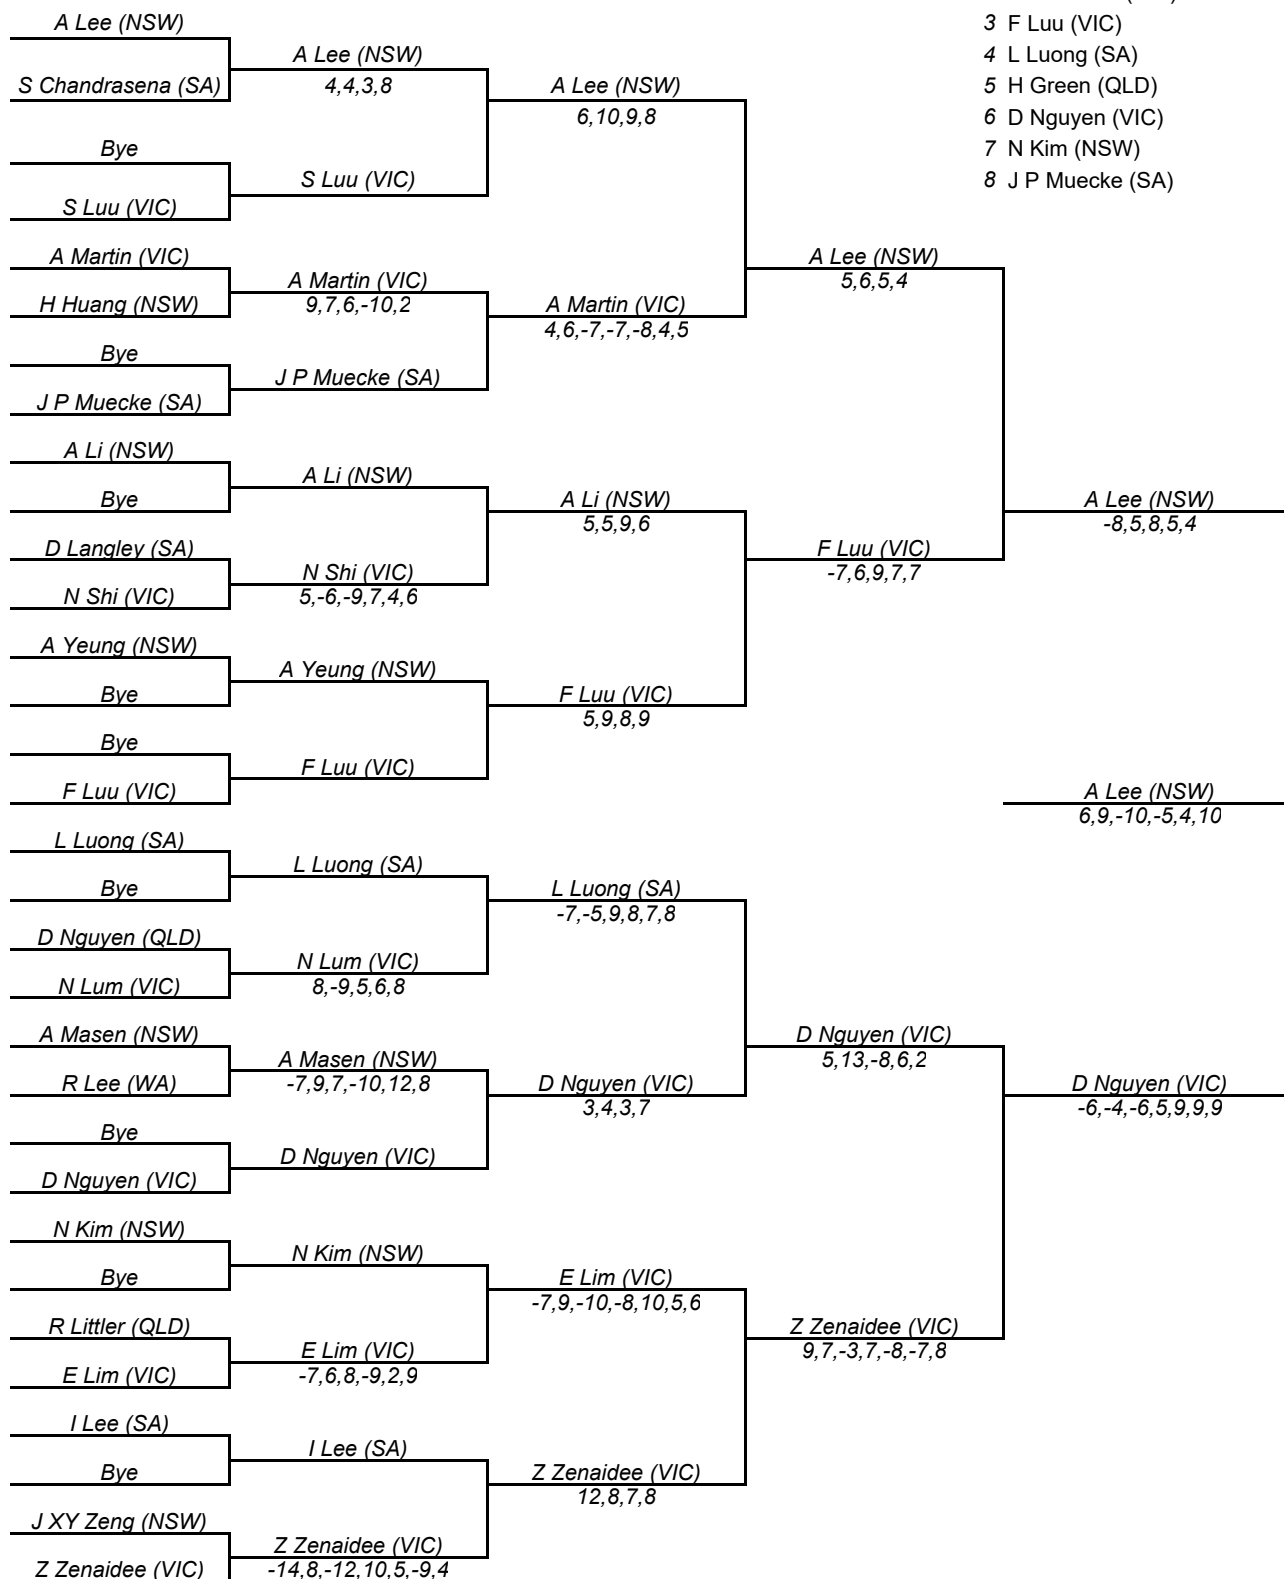 A Lee (NSW)
S Chandrasena (SA)
Bye
S Luu (VIC)
A Martin (VIC)
H Huang (NSW)
Bye
J P Muecke (SA)
A Li (NSW)
Bye
D Langley (SA)
N Shi (VIC)
A Yeung (NSW)
Bye
Bye
F Luu (VIC)
L Luong (SA)
Bye
D Nguyen (QLD)
N Lum (VIC)
A Masen (NSW)
R Lee (WA)
Bye
D Nguyen (VIC)
N Kim (NSW)
Bye
R Littler (QLD)
E Lim (VIC)
I Lee (SA)
Bye
J XY Zeng (NSW)
Z Zenaidee (VIC)
A Lee (NSW)
4,4,3,8
S Luu (VIC)
A Martin (VIC)
9,7,6,-10,2
J P Muecke (SA)
A Li (NSW)
N Shi (VIC)
5,-6,-9,7,4,6
A Yeung (NSW)
F Luu (VIC)
L Luong (SA)
N Lum (VIC)
8,-9,5,6,8
A Masen (NSW)
-7,9,7,-10,12,8
D Nguyen (VIC)
N Kim (NSW)
E Lim (VIC)
-7,6,8,-9,2,9
I Lee (SA)
Z Zenaidee (VIC)
-14,8,-12,10,5,-9,4
A Lee (NSW)
6,10,9,8
A Martin (VIC)
4,6,-7,-7,-8,4,5
A Li (NSW)
5,5,9,6
F Luu (VIC)
5,9,8,9
L Luong (SA)
-7,-5,9,8,7,8
D Nguyen (VIC)
3,4,3,7
E Lim (VIC)
-7,9,-10,-8,10,5,6
Z Zenaidee (VIC)
12,8,7,8
A Lee (NSW)
5,6,5,4
F Luu (VIC)
-7,6,9,7,7
D Nguyen (VIC)
5,13,-8,6,2
Z Zenaidee (VIC)
9,7,-3,7,-8,-7,8
3 F Luu (VIC)
4 L Luong (SA)
5 H Green (QLD)
6 D Nguyen (VIC)
7 N Kim (NSW)
8 J P Muecke (SA)
A Lee (NSW)
-8,5,8,5,4
A Lee (NSW)
6,9,-10,-5,4,10
D Nguyen (VIC)
-6,-4,-6,5,9,9,9